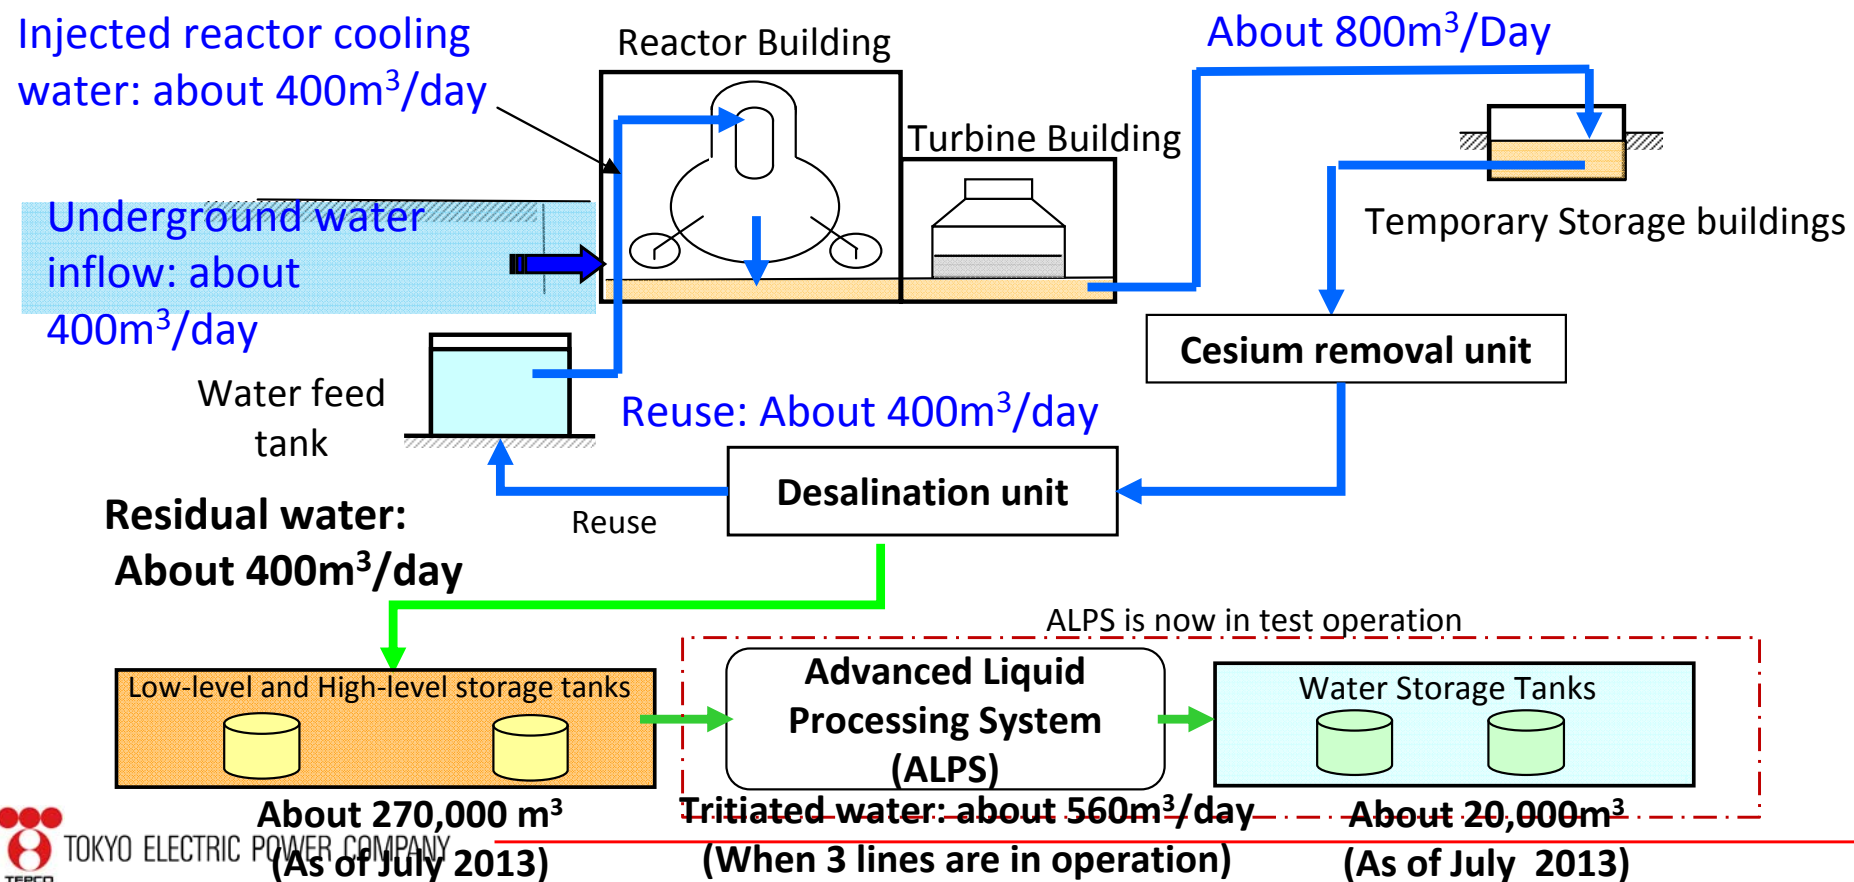 Injected reactor cooling
water: about 400m³/day
Reactor Building
About 800m³/Day
Turbine Building
Underground water
inflow: about
400m³/day
Temporary Storage buildings
Cesium removal unit
Water feed
tank
Reuse: About 400m³/day
Desalination unit
Reuse
Residual water:
About 400m³/day
ALPS is now in test operation
Low-level and High-level storage tanks
Advanced Liquid
Processing System
(ALPS)
Water Storage Tanks
About 270,000 m³
(As of July 2013)
Tritiated water: about 560m³/day
(When 3 lines are in operation)
About 20,000m³
(As of July 2013)
TOKYO ELECTRIC POWER COMPANY
TEPCO